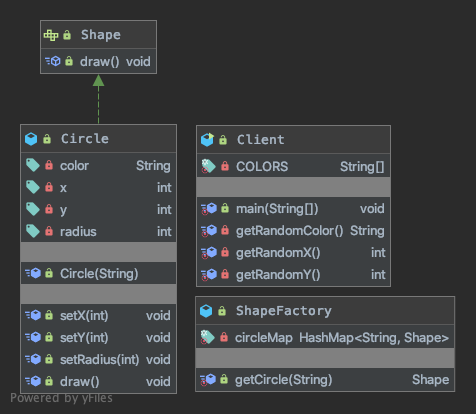 Shape
draw() void
Circle
color String
x int
y int
radius int
Circle(String)
setX(int) void
setY(int) void
setRadius(int) void
draw() void
Client
COLORS String[]
main(String[]) void
getRandomColor() String
getRandomX() int
getRandomY() int
ShapeFactory
circleMap HashMap<String, Shape>
getCircle(String) Shape
Powered by yFiles